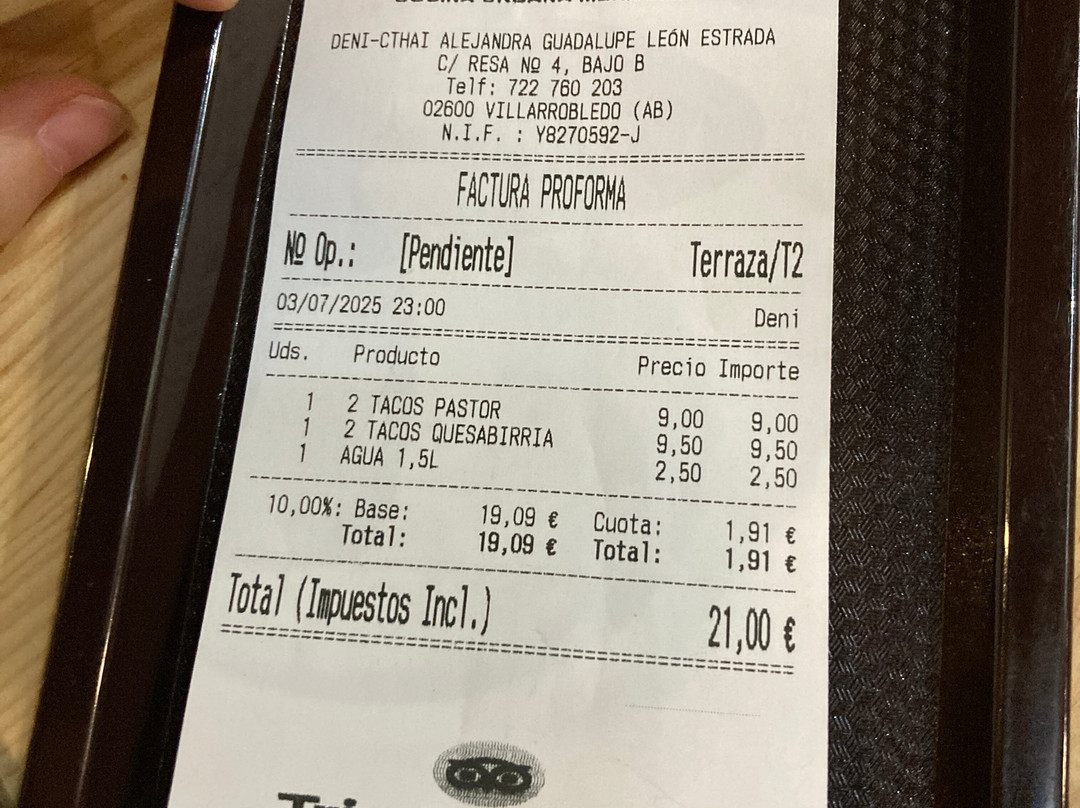 DENI-CTHAI ALEJANDRA GUADALUPE LEÓN ESTRADA
C/ RESA Nº 4, BAJO B
Telf: 722 760 203
02600 VILLARROBLEDO (AB)
N.I.F. : Y8270592-J
FACTURA PROFORMA
Nº Op.: [Pendiente] Terraza/T2
03/07/2025 23:00 Deni
Uds. Producto Precio Importe
1 2 TACOS PASTOR 9,00 9,00
1 2 TACOS QUESABIRRIA 9,50 9,50
1 AGUA 1,5L 2,50 2,50
10,00%: Base: 19,09 € Cuota: 1,91 €
Total: 19,09 € Total: 1,91 €
Total (Impuestos Incl.) 21,00 €